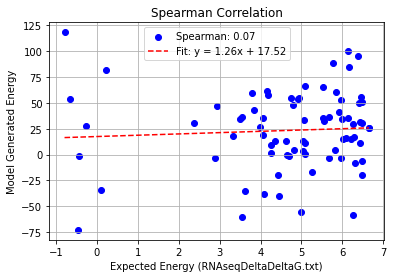 Spearman Correlation
Spearman: 0.07
Fit: y = 1.26x + 17.52
125
100
75
50
25
0
−25
−50
−75
Model Generated Energy
−1 0 1 2 3 4 5 6 7
Expected Energy (RNAseqDeltaDeltaG.txt)